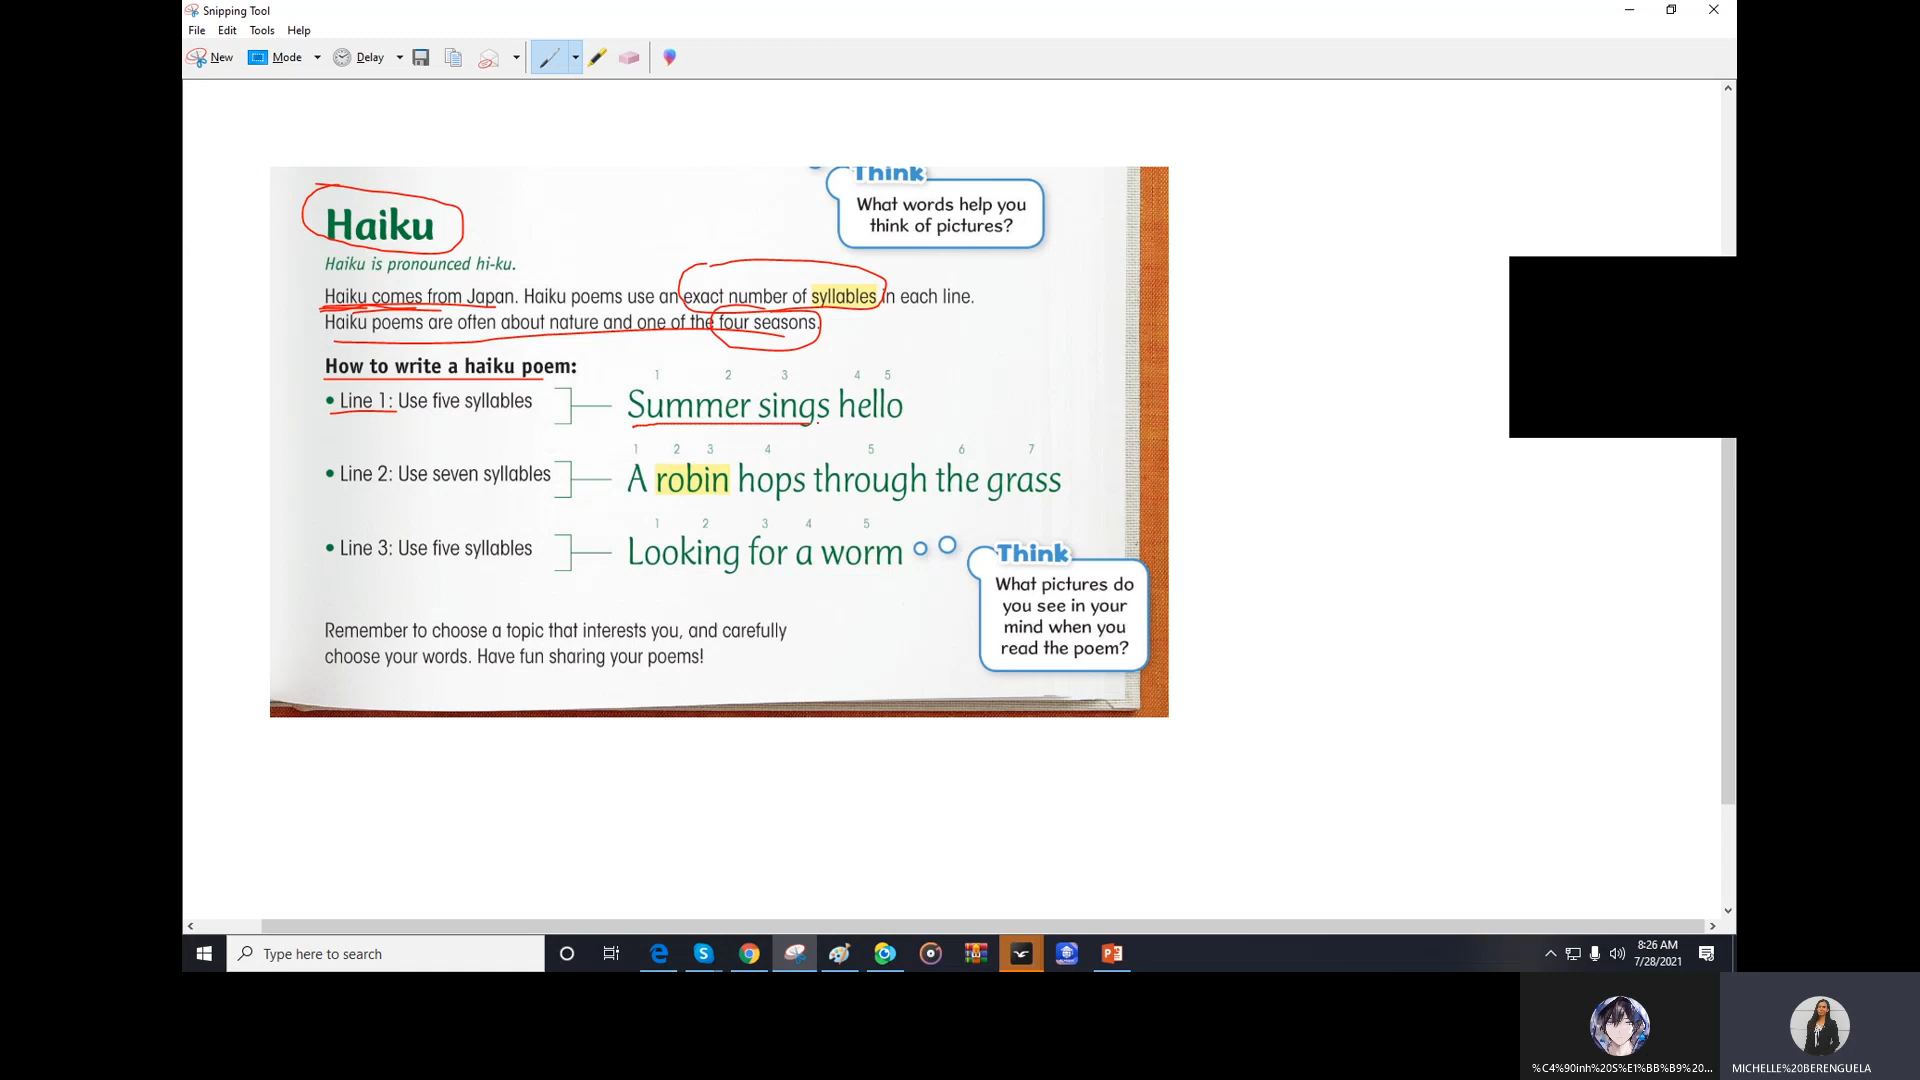 Snipping Tool
File Edit Tools Help
New Mode Delay
Think
What words help you
think of pictures?
Haiku
Haiku is pronounced hi-ku.
Haiku comes from Japan. Haiku poems use an exact number of syllables in each line.
Haiku poems are often about nature and one of the four seasons.
How to write a haiku poem:
1 2 3 4 5
• Line 1: Use five syllables Summer sings hello
1 2 3 4 5 6 7
• Line 2: Use seven syllables A robin hops through the grass
1 2 3 4 5
• Line 3: Use five syllables Looking for a worm
Think
What pictures do
you see in your
mind when you
read the poem?
Remember to choose a topic that interests you, and carefully
choose your words. Have fun sharing your poems!
Type here to search
8:26 AM
7/28/2021
%C4%90inh%20S%E1%BB%B9%20...
MICHELLE%20BERENGUELA